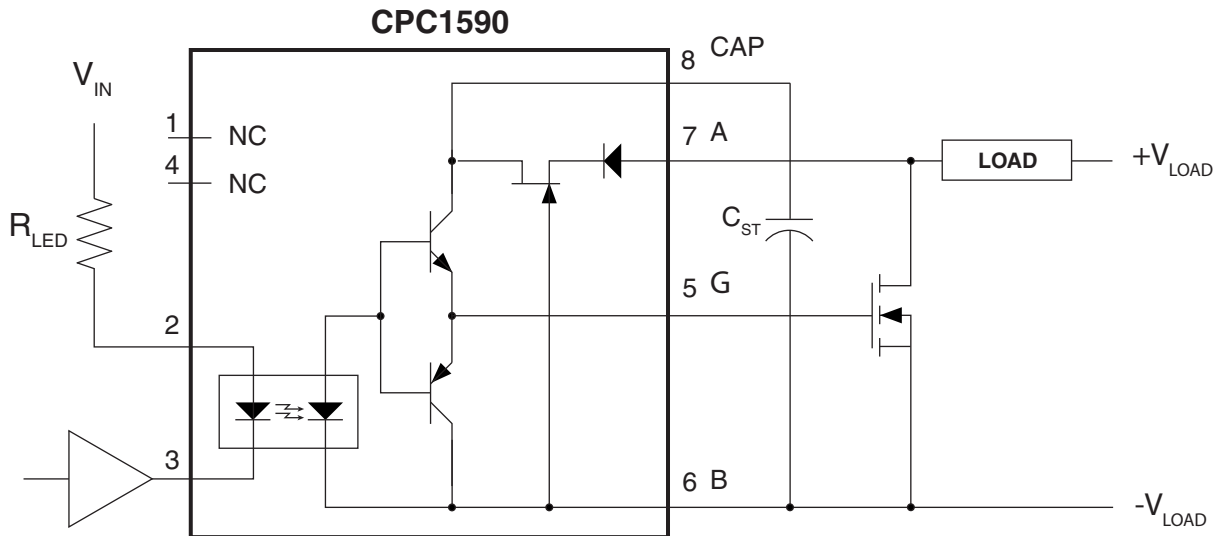 CPC1590
V_IN
R_LED
1 NC
4 NC
2
3
8 CAP
7 A
5 G
6 B
C_ST
LOAD
+V_LOAD
-V_LOAD